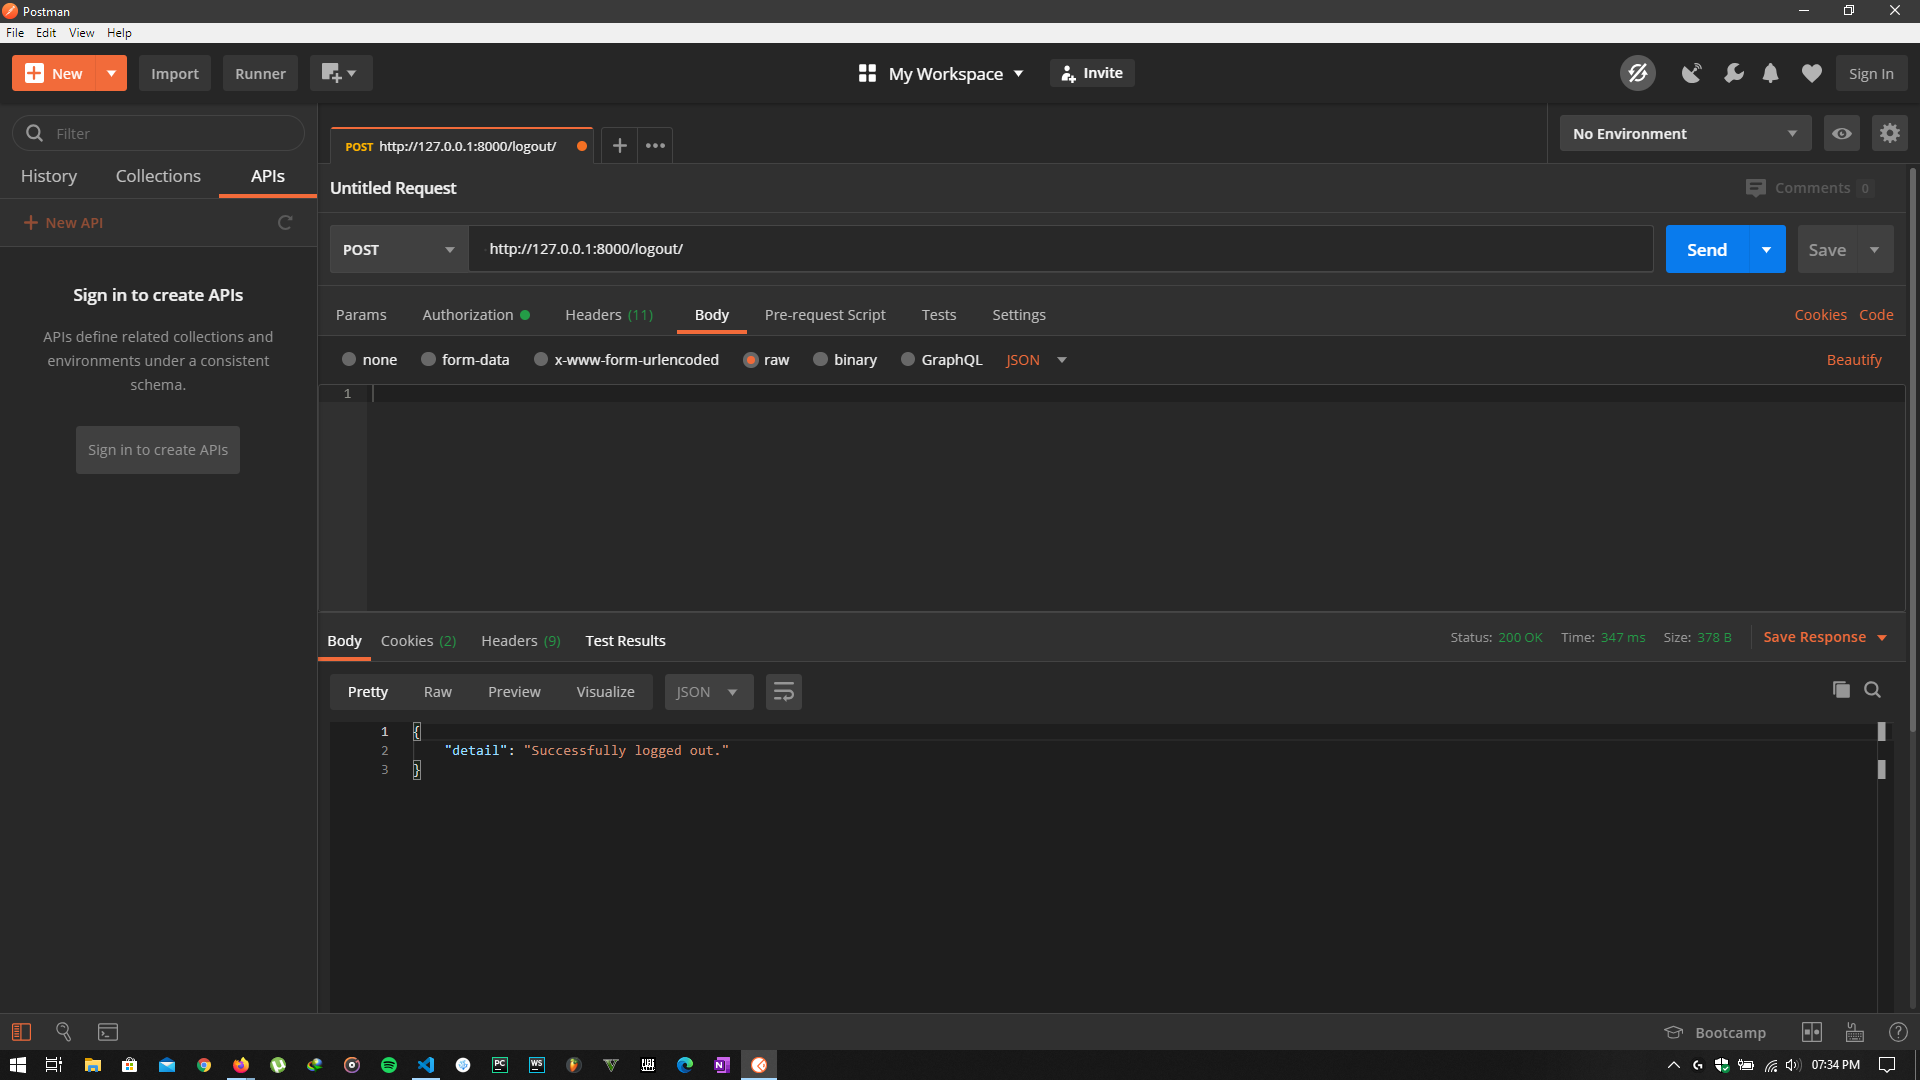 Postman
File Edit View Help
New Import Runner My Workspace Invite Sign In
Filter
History Collections APIs
New API
Sign in to create APIs
APIs define related collections and
environments under a consistent
schema.
Sign in to create APIs
POST http://127.0.0.1:8000/logout/
No Environment
Untitled Request
Comments 0
POST http://127.0.0.1:8000/logout/ Send Save
Params Authorization Headers (11) Body Pre-request Script Tests Settings Cookies Code
none form-data x-www-form-urlencoded raw binary GraphQL JSON Beautify
1
Body Cookies (2) Headers (9) Test Results Status: 200 OK Time: 347 ms Size: 378 B Save Response
Pretty Raw Preview Visualize JSON
1 {
2 "detail": "Successfully logged out."
3 }
Bootcamp
PC WS 07:34 PM